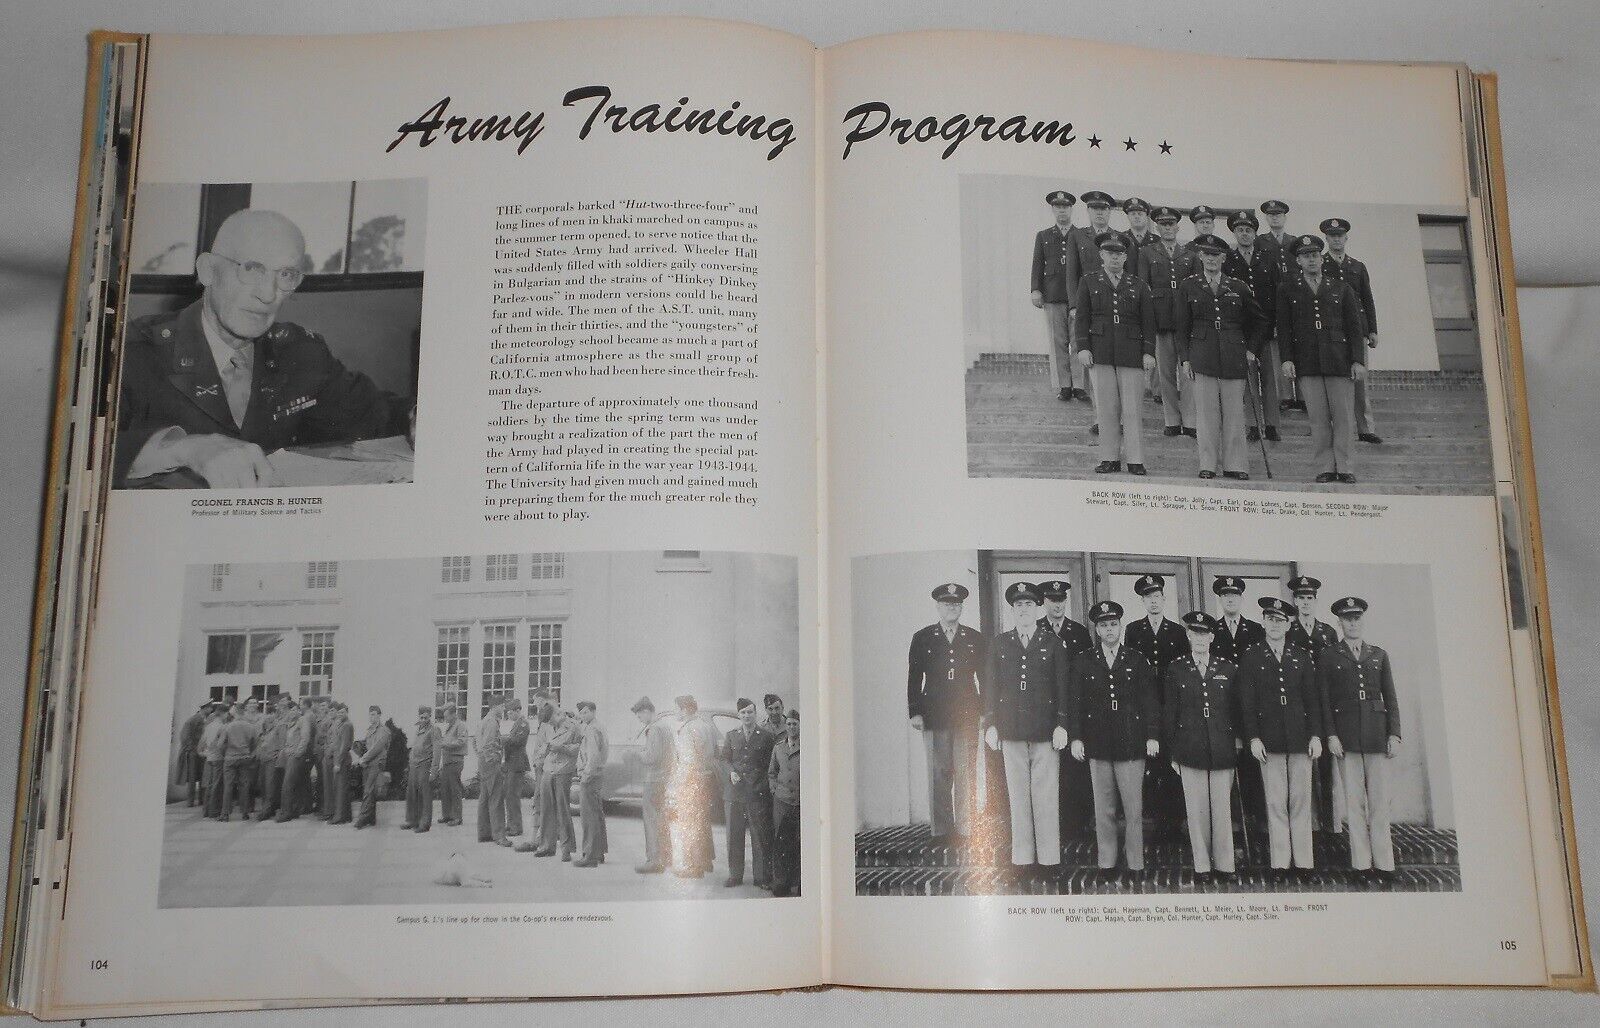 Army Training Program . . .
THE corporals barked "Hut-two-three-four" and
long lines of men in khaki marched on campus as
the summer term opened, to serve notice that the
United States Army had arrived. Wheeler Hall
was suddenly filled with soldiers gaily conversing
in Bulgarian and the strains of "Hinkey Dinkey
Parlez-vous" in modern versions could be heard
far and wide. The men of the A.S.T. unit, many
of them in their thirties, and the "youngsters" of
the meteorology school became as much a part of
California atmosphere as the small group of
R.O.T.C. men who had been here since their fresh-
man days.
The departure of approximately one thousand
soldiers by the time the spring term was under
way brought a realization of the part the men of
the Army had played in creating the special pat-
tern of California life in the war year 1943-1944.
The University had given much and gained much
in preparing them for the much greater role they
were about to play.
COLONEL FRANCIS R. HUNTER
Professor of Military Science and Tactics
Campus G. I.'s line up for chow in the Co-op's ex-coke rendezvous.
104
BACK ROW (left to right): Capt. Jolly, Capt. Earl, Capt. Lohnes, Capt. Benson. SECOND ROW: Major
Stewart, Capt. Siler, Lt. Sprague, Lt. Snow. FRONT ROW: Capt. Drake, Col. Hunter, Lt. Pendergast.
BACK ROW (left to right): Capt. Hageman, Capt. Bennett, Lt. Meier, Lt. Moore, Lt. Brown. FRONT
ROW: Capt. Hagan, Capt. Bryan, Col. Hunter, Capt. Hurley, Capt. Siler.
105